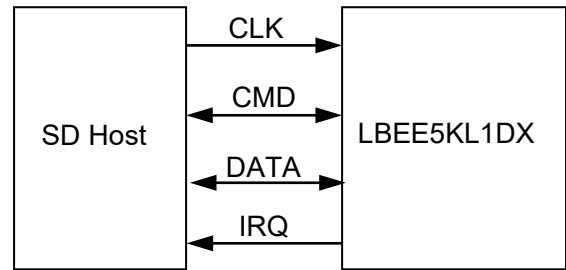 CLK
CMD
SD Host
LBEE5KL1DX
DATA
IRQ